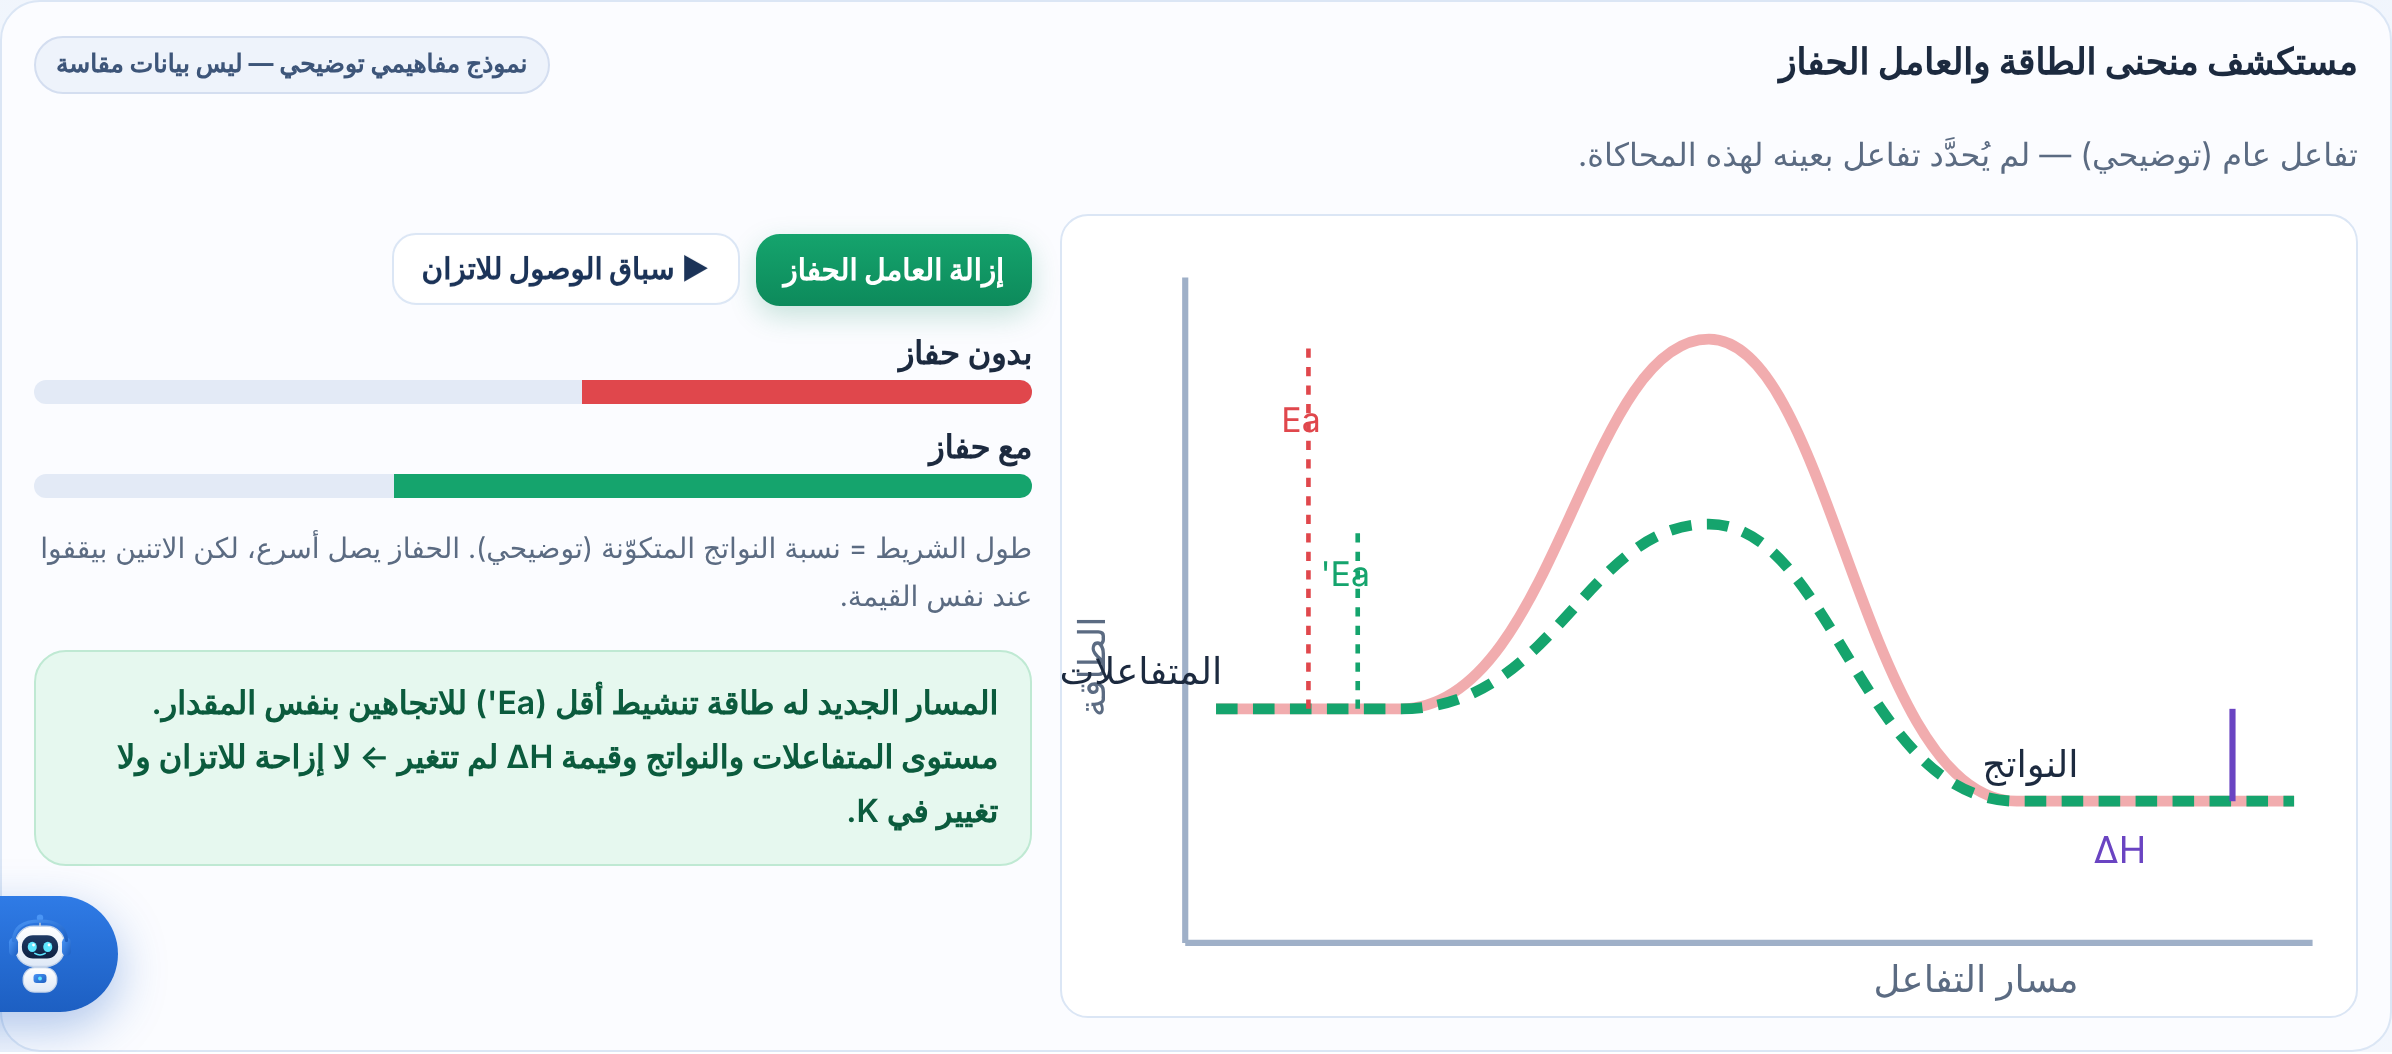 مستكشف منحنى الطاقة والعامل الحفاز
نموذج مفاهيمي توضيحي — ليس بيانات مقاسة
تفاعل عام (توضيحي) — لم يُحدَّد تفاعل بعينه لهذه المحاكاة.
الطاقة
المتفاعلات
Ea
Ea'
النواتج
ΔH
مسار التفاعل
إزالة العامل الحفاز
▶ سباق الوصول للاتزان
بدون حفاز
مع حفاز
طول الشريط = نسبة النواتج المتكوّنة (توضيحي). الحفاز يصل أسرع، لكن الاتنين بيقفوا
عند نفس القيمة.
المسار الجديد له طاقة تنشيط أقل (Ea') للاتجاهين بنفس المقدار.
مستوى المتفاعلات والنواتج وقيمة ΔH لم تتغير ← لا إزاحة للاتزان ولا
تغيير في K.